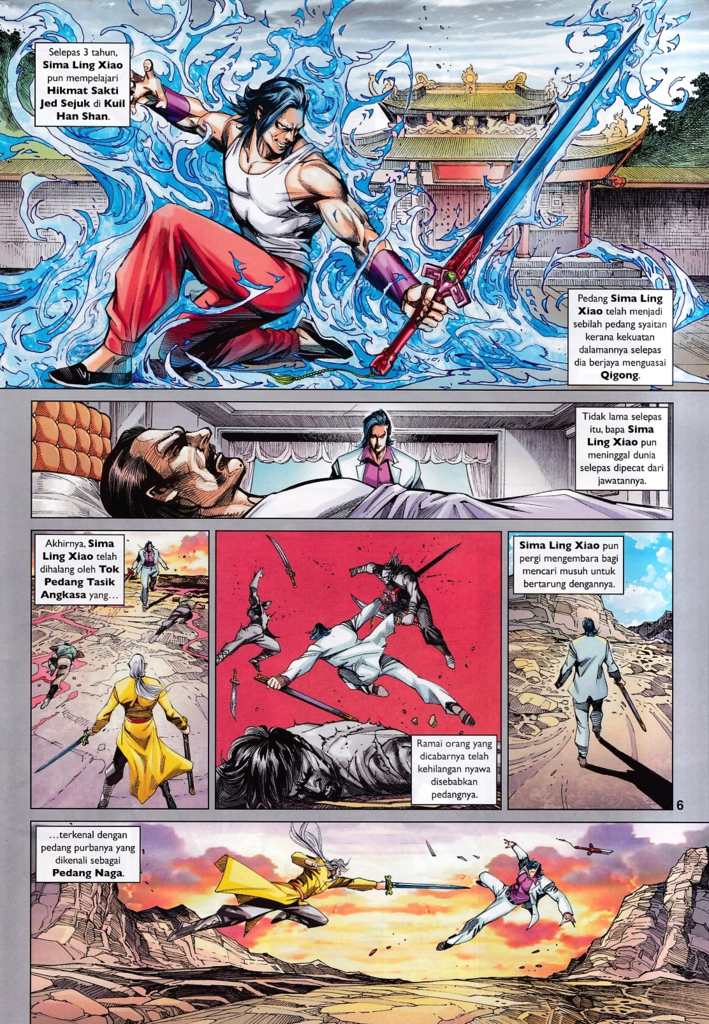 Selepas 3 tahun,
Sima Ling Xiao
pun mempelajari
Hikmat Sakti
Jed Sejuk di Kuil
Han Shan.
Pedang Sima Ling
Xiao telah menjadi
sebilah pedang syaitan
kerana kekuatan
dalamannya selepas
dia berjaya menguasai
Qigong.
Tidak lama selepas
itu, bapa Sima
Ling Xiao pun
meninggal dunia
selepas dipecat dari
jawatannya.
Sima Ling Xiao pun
pergi mengembara bagi
mencari musuh untuk
bertarung dengannya.
Ramai orang yang
dicabarnya telah
kehilangan nyawa
disebabkan
pedangnya.
Akhirnya, Sima
Ling Xiao telah
dihalang oleh Tok
Pedang Tasik
Angkasa yang…
6
…terkenal dengan
pedang purbanya yang
dikenali sebagai
Pedang Naga.